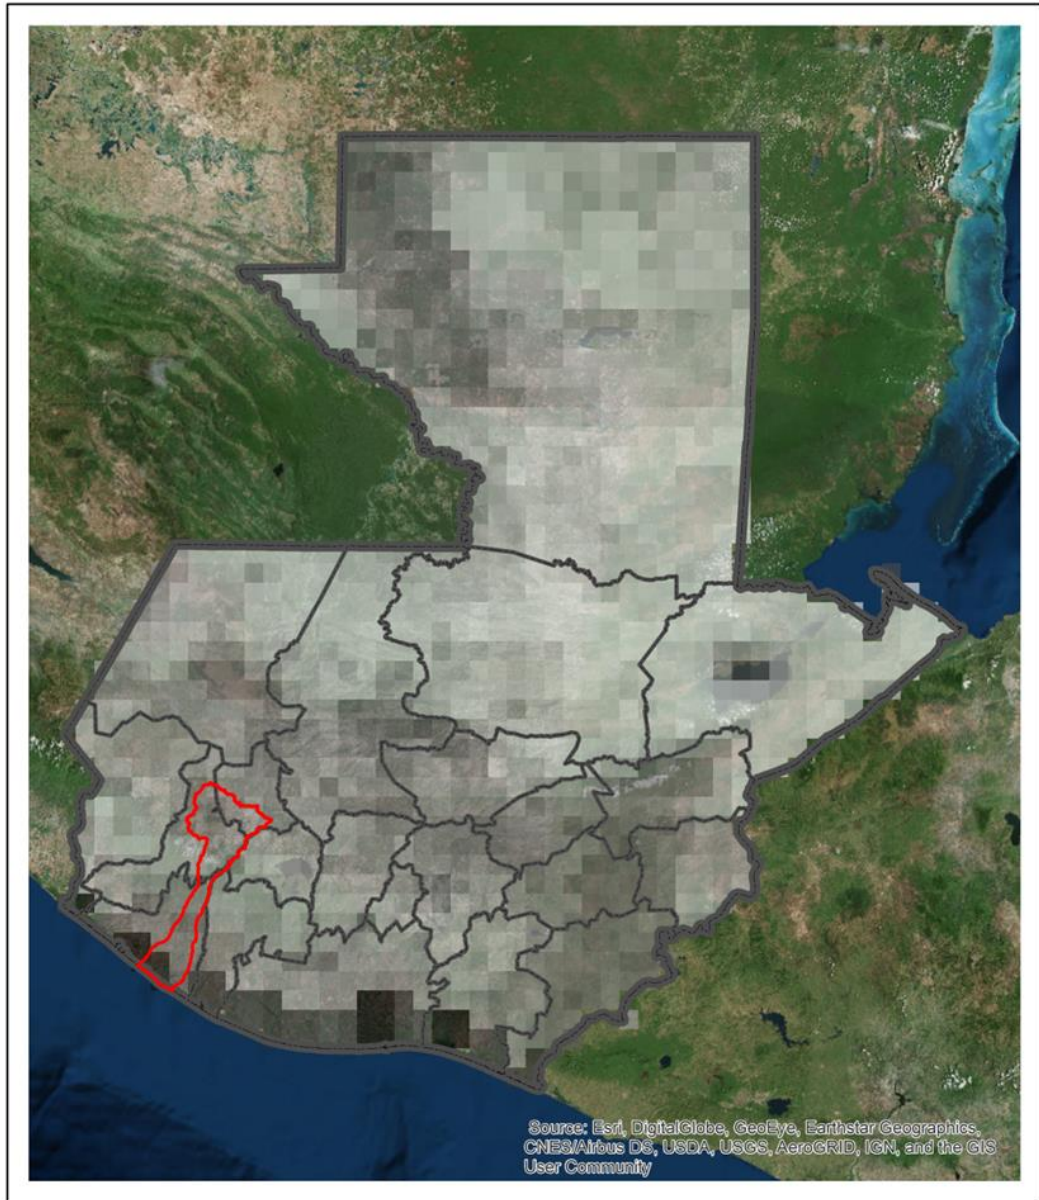 Source: Esri, DigitalGlobe, GeoEye, Earthstar Geographics,
CNES/Airbus DS, USDA, USGS, AeroGRID, IGN, and the GIS
User Community